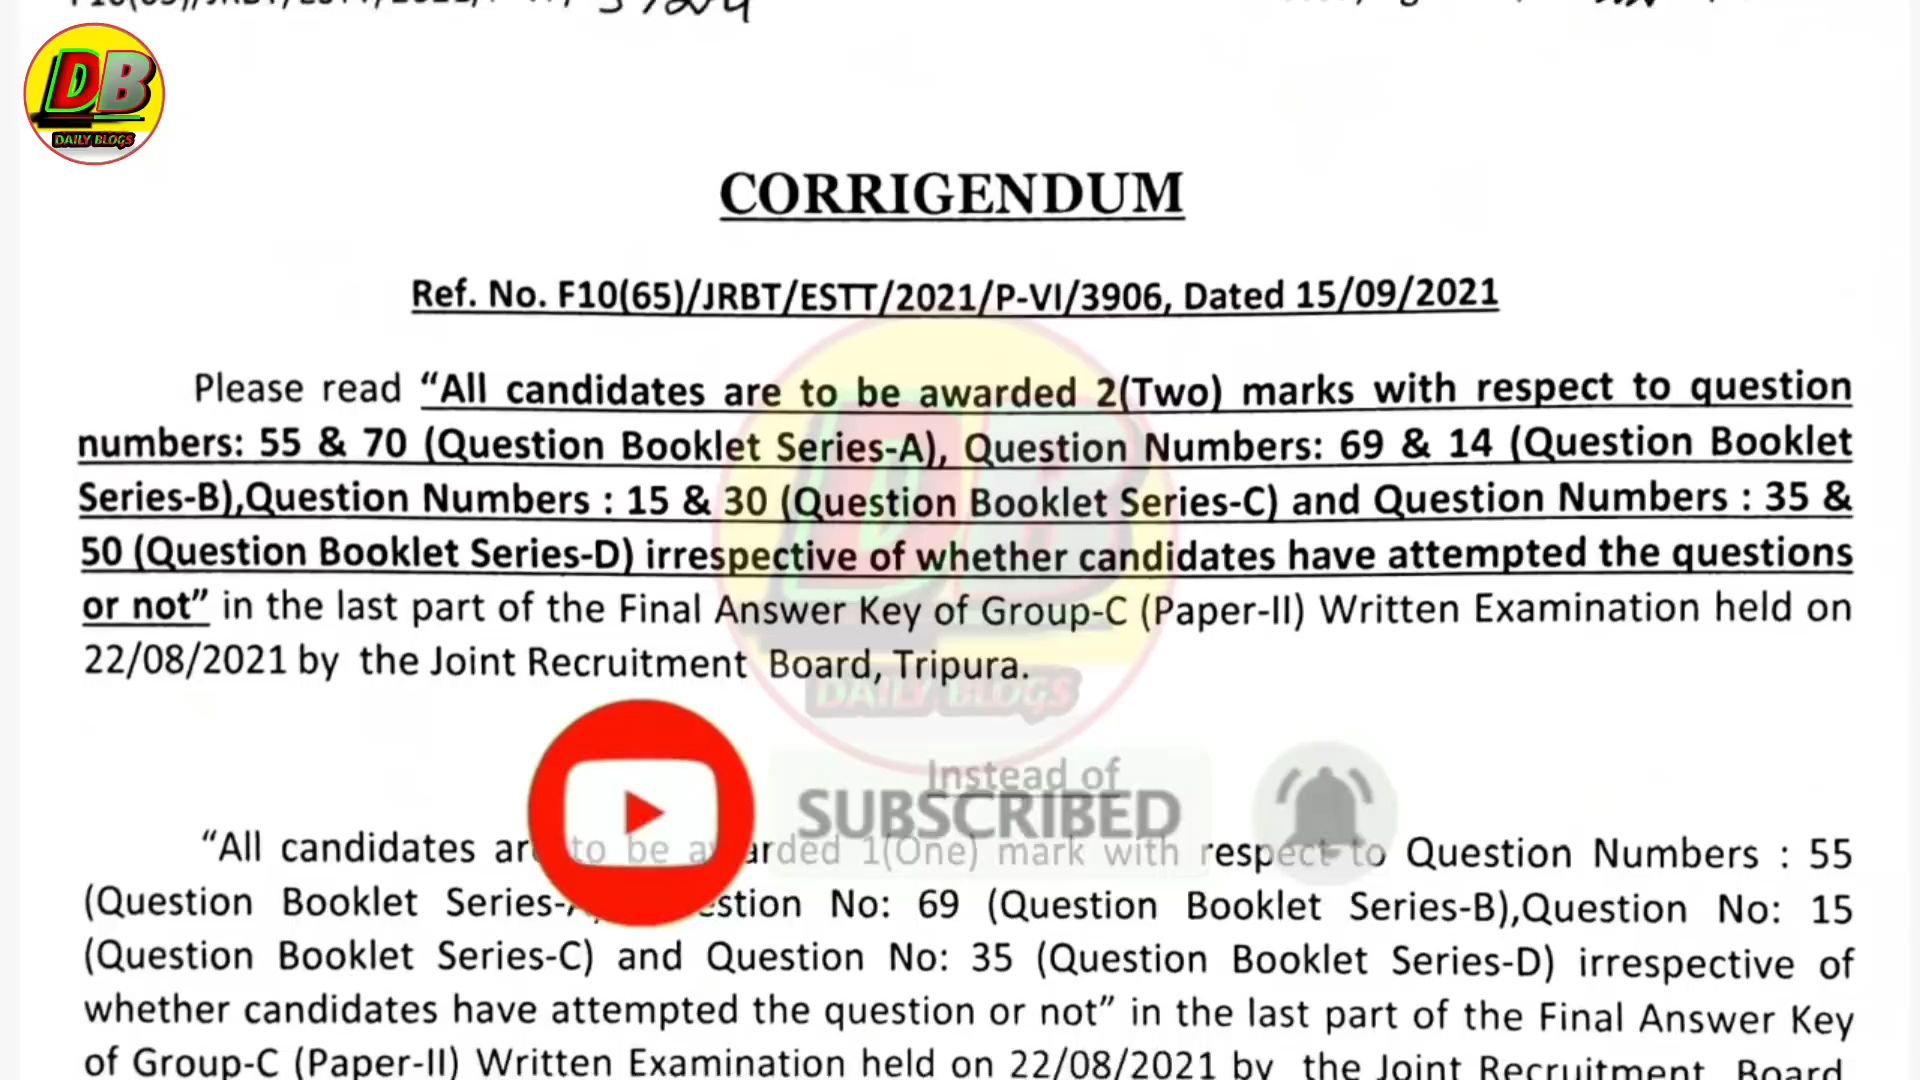 DB
DAILY BLOGS
CORRIGENDUM
Ref. No. F10(65)/JRBT/ESTT/2021/P-VI/3906, Dated 15/09/2021
Please read “All candidates are to be awarded 2(Two) marks with respect to question
numbers: 55 & 70 (Question Booklet Series-A), Question Numbers: 69 & 14 (Question Booklet
Series-B),Question Numbers : 15 & 30 (Question Booklet Series-C) and Question Numbers : 35 &
50 (Question Booklet Series-D) irrespective of whether candidates have attempted the questions
or not” in the last part of the Final Answer Key of Group-C (Paper-II) Written Examination held on
22/08/2021 by the Joint Recruitment Board, Tripura.
DB
DAILY BLOGS
Instead of
SUBSCRIBED
“All candidates are to be awarded 1(One) mark with respect to Question Numbers : 55
(Question Booklet Series- No: 69 (Question Booklet Series-B),Question No: 15
(Question Booklet Series-C) and Question No: 35 (Question Booklet Series-D) irrespective of
whether candidates have attempted the question or not” in the last part of the Final Answer Key
of Group-C (Paper-II) Written Examination held on 22/08/2021 by the Joint Recruitment Board,